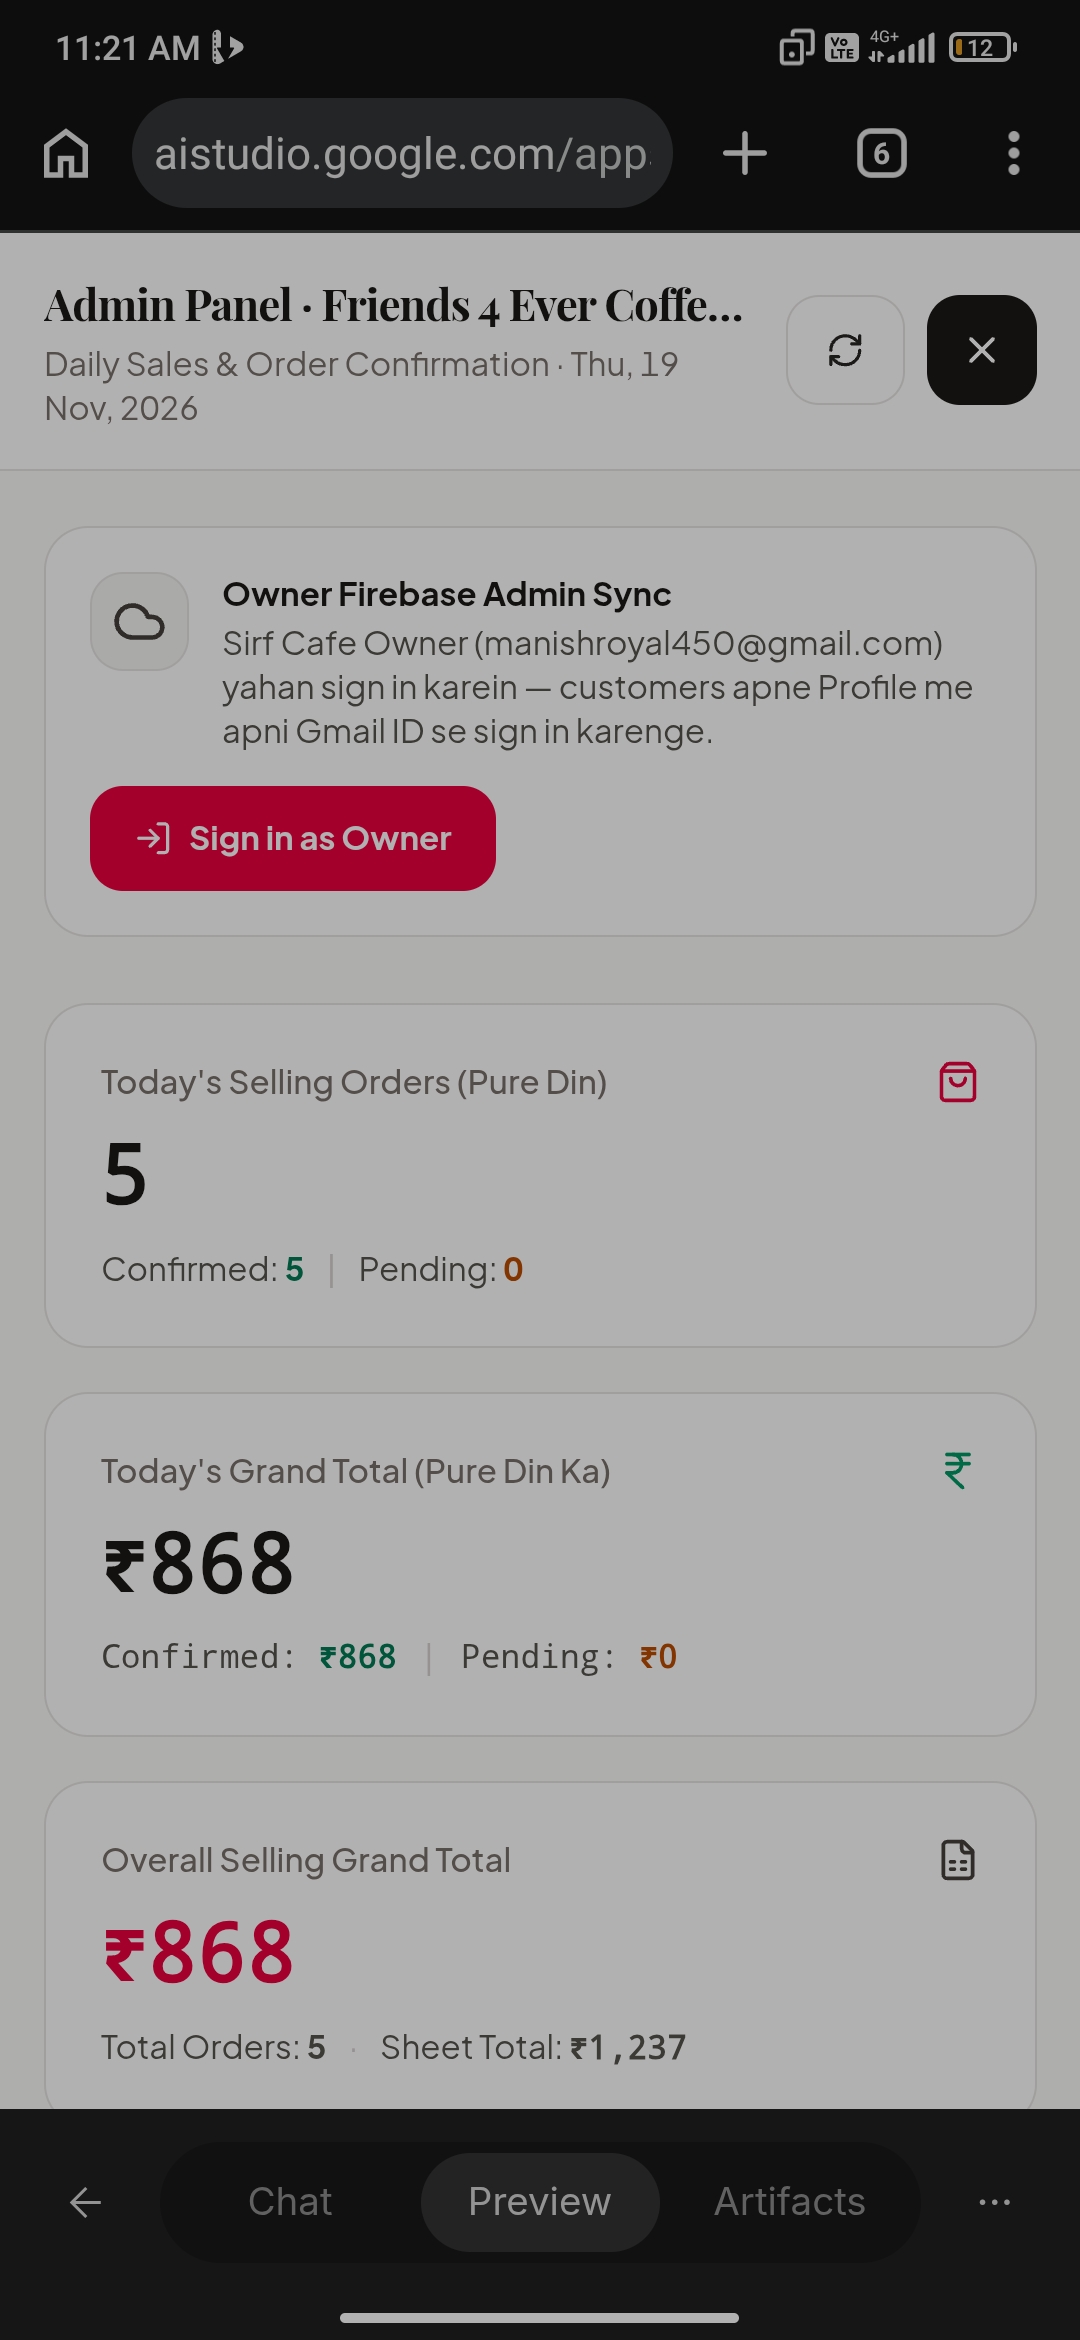 11:21 AM
Vo LTE
4G+
12
aistudio.google.com/app
6
Admin Panel · Friends 4 Ever Coffe...
Daily Sales & Order Confirmation · Thu, 19
Nov, 2026
Owner Firebase Admin Sync
Sirf Cafe Owner (manishroyal450@gmail.com)
yahan sign in karein — customers apne Profile me
apni Gmail ID se sign in karenge.
Sign in as Owner
Today's Selling Orders (Pure Din)
5
Confirmed: 5 | Pending: 0
Today's Grand Total (Pure Din Ka)
₹
₹868
Confirmed: ₹868 | Pending: ₹0
Overall Selling Grand Total
₹868
Total Orders: 5 · Sheet Total: ₹1,237
Chat
Preview
Artifacts